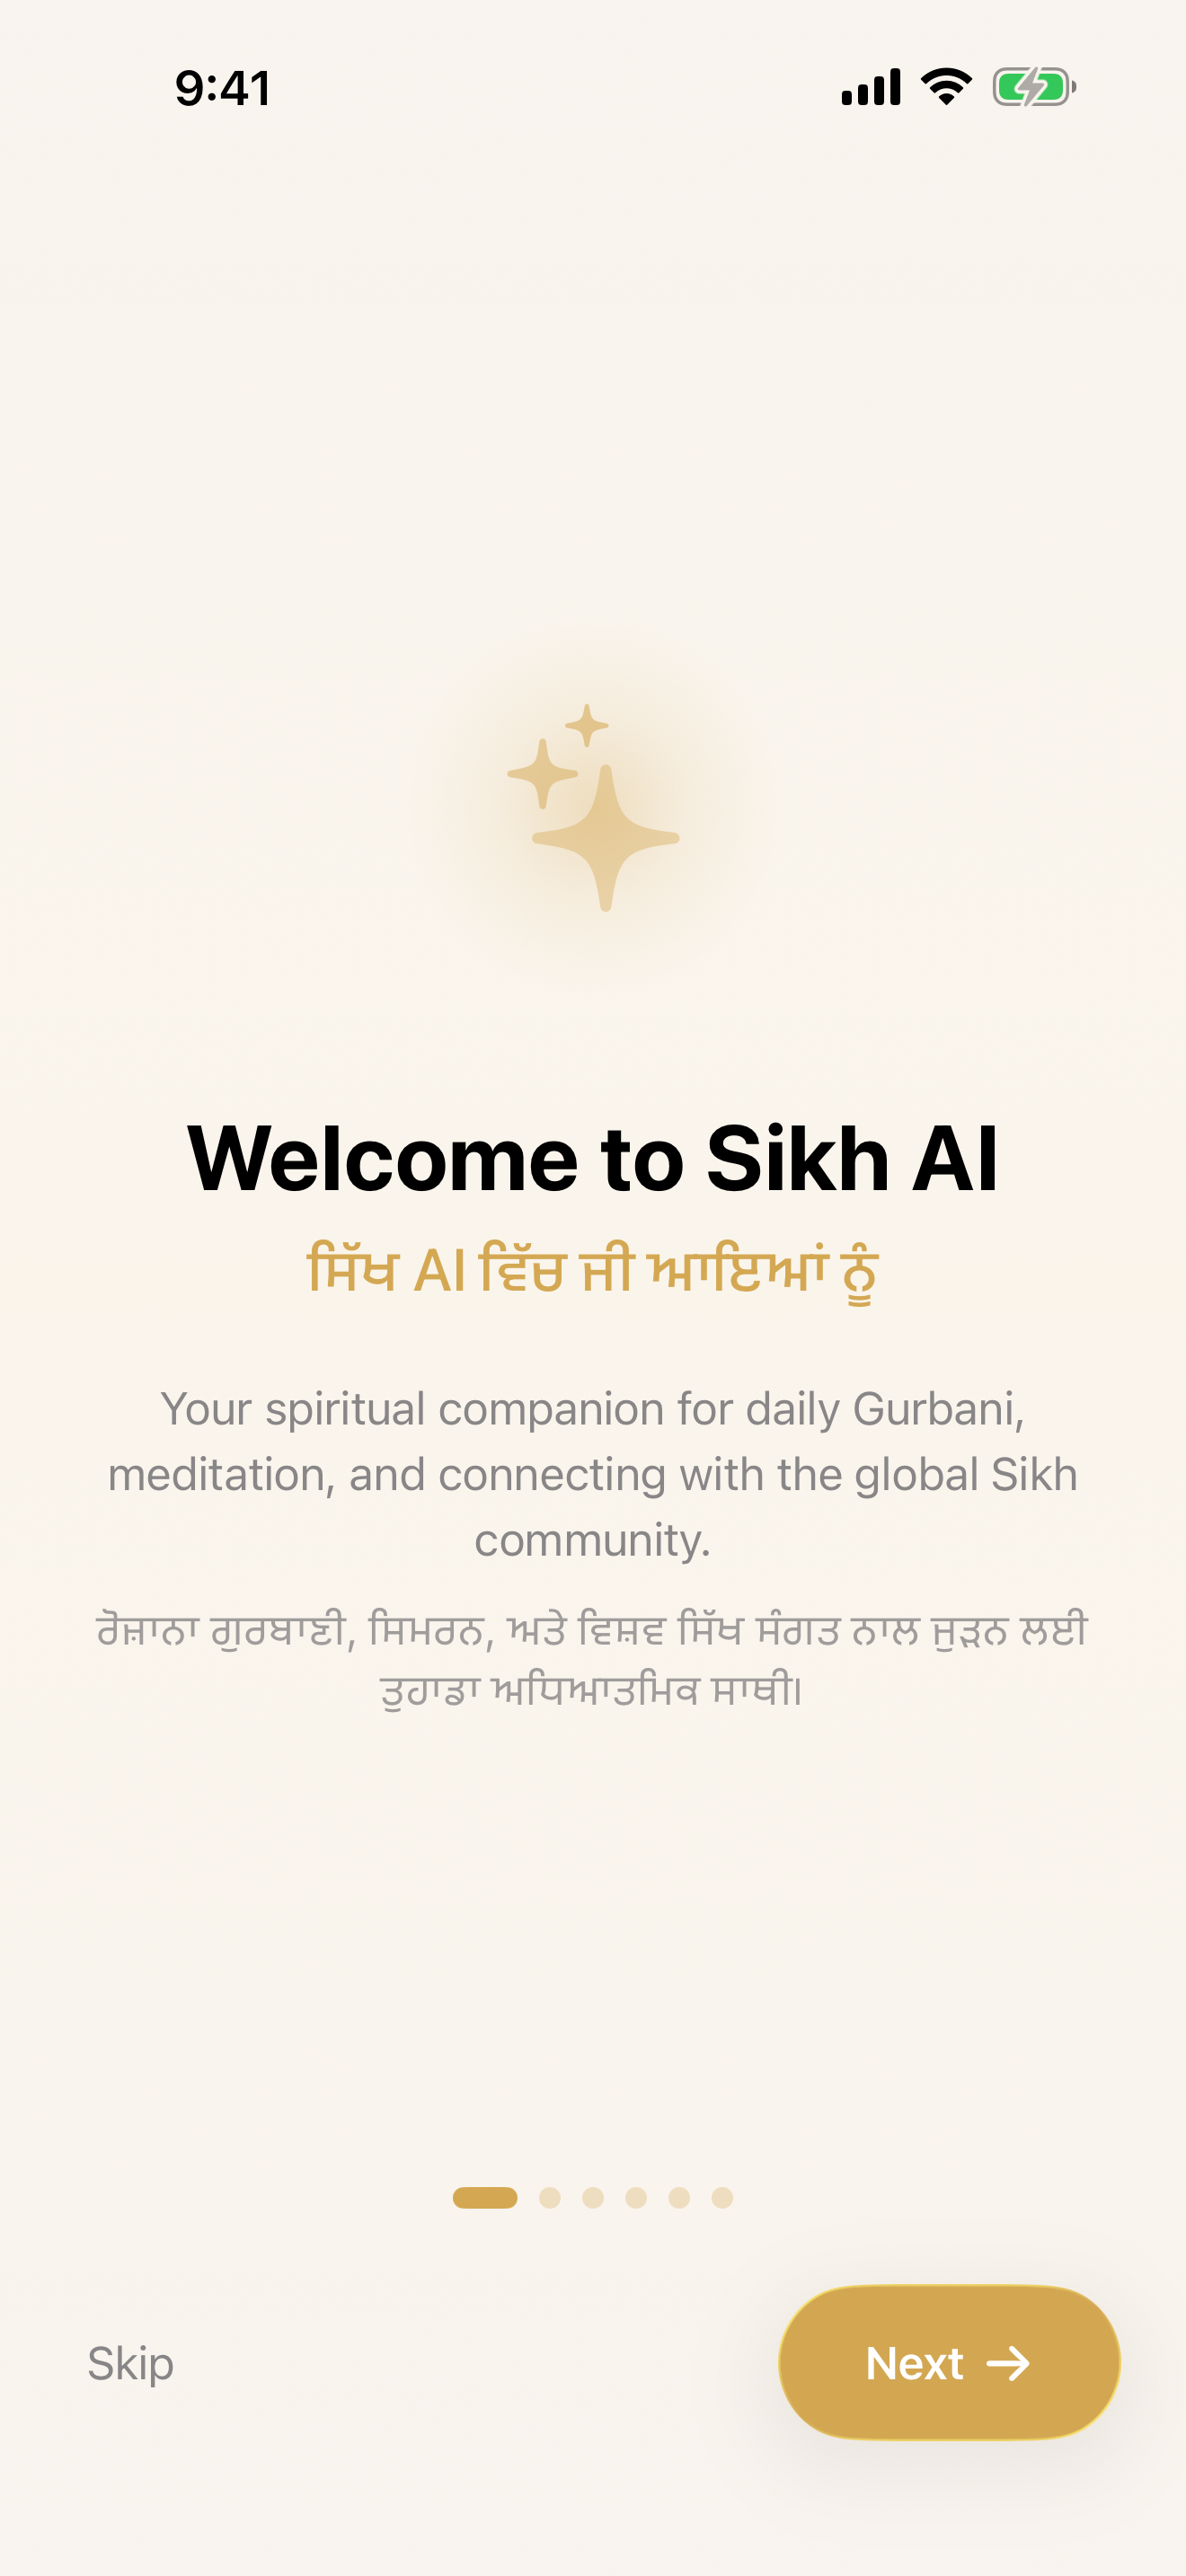 9:41
Welcome to Sikh AI
ਸਿੱਖ AI ਵਿੱਚ ਜੀ ਆਇਆਂ ਨੂੰ
Your spiritual companion for daily Gurbani,
meditation, and connecting with the global Sikh
community.
ਰੋਜ਼ਾਨਾ ਗੁਰਬਾਣੀ, ਸਿਮਰਨ, ਅਤੇ ਵਿਸ਼ਵ ਸਿੱਖ ਸੰਗਤ ਨਾਲ ਜੁੜਨ ਲਈ
ਤੁਹਾਡਾ ਅਧਿਆਤਮਿਕ ਸਾਥੀ।
Skip
Next